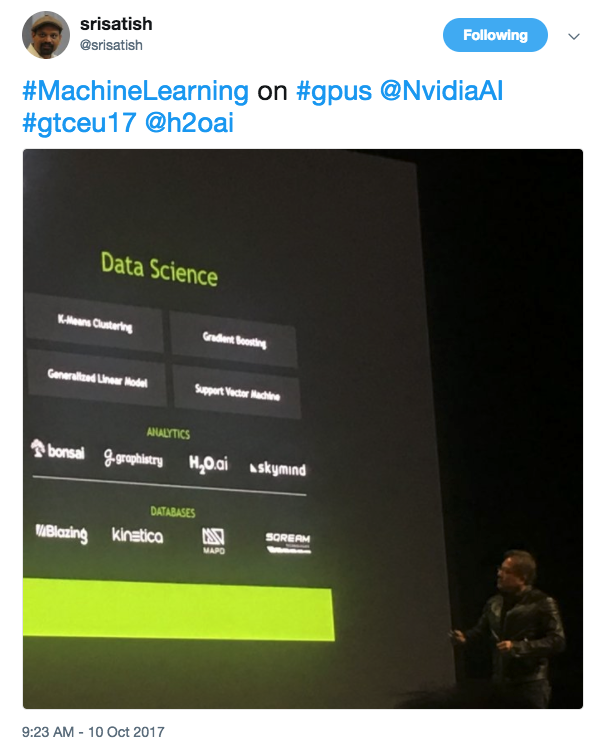 srisatish
@srisatish
Following
#MachineLearning on #gpus @NvidiaAI
#gtceu17 @h2oai
Data Science
K-Means Clustering
Gradient Boosting
Generalized Linear Model
Support Vector Machine
ANALYTICS
bonsai graphistry H2O.ai skymind
DATABASES
Blazing kinetica MAPD SQREAM
9:23 AM - 10 Oct 2017